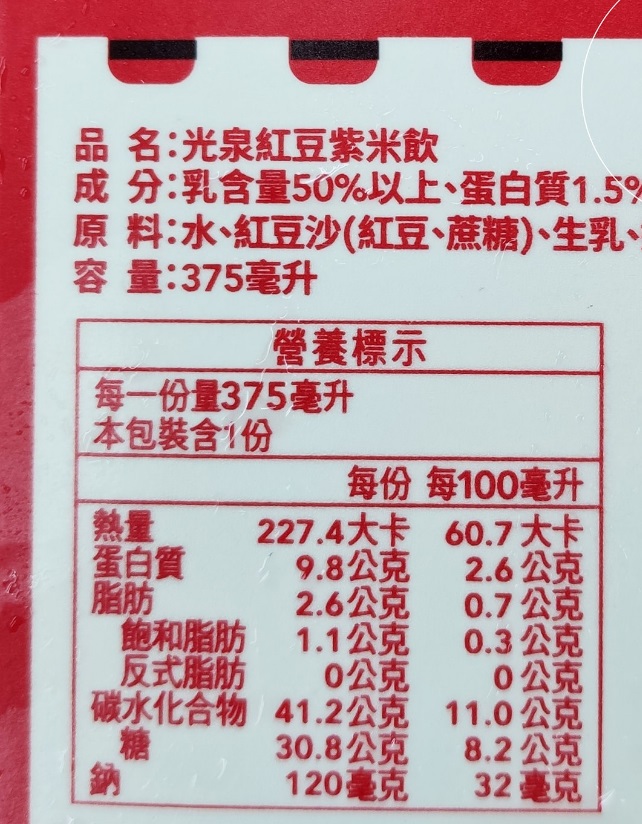 品 名:光泉紅豆紫米飲
成 分:乳含量50%以上、蛋白質1.5%
原 料:水、紅豆沙(紅豆、蔗糖)、生乳、
容 量:375毫升
營養標示
每一份量375毫升
本包裝含1份
每份 每100毫升
熱量 227.4大卡 60.7大卡
蛋白質 9.8公克 2.6公克
脂肪 2.6公克 0.7公克
飽和脂肪 1.1公克 0.3公克
反式脂肪 0公克 0公克
碳水化合物 41.2公克 11.0公克
糖 30.8公克 8.2公克
鈉 120毫克 32毫克